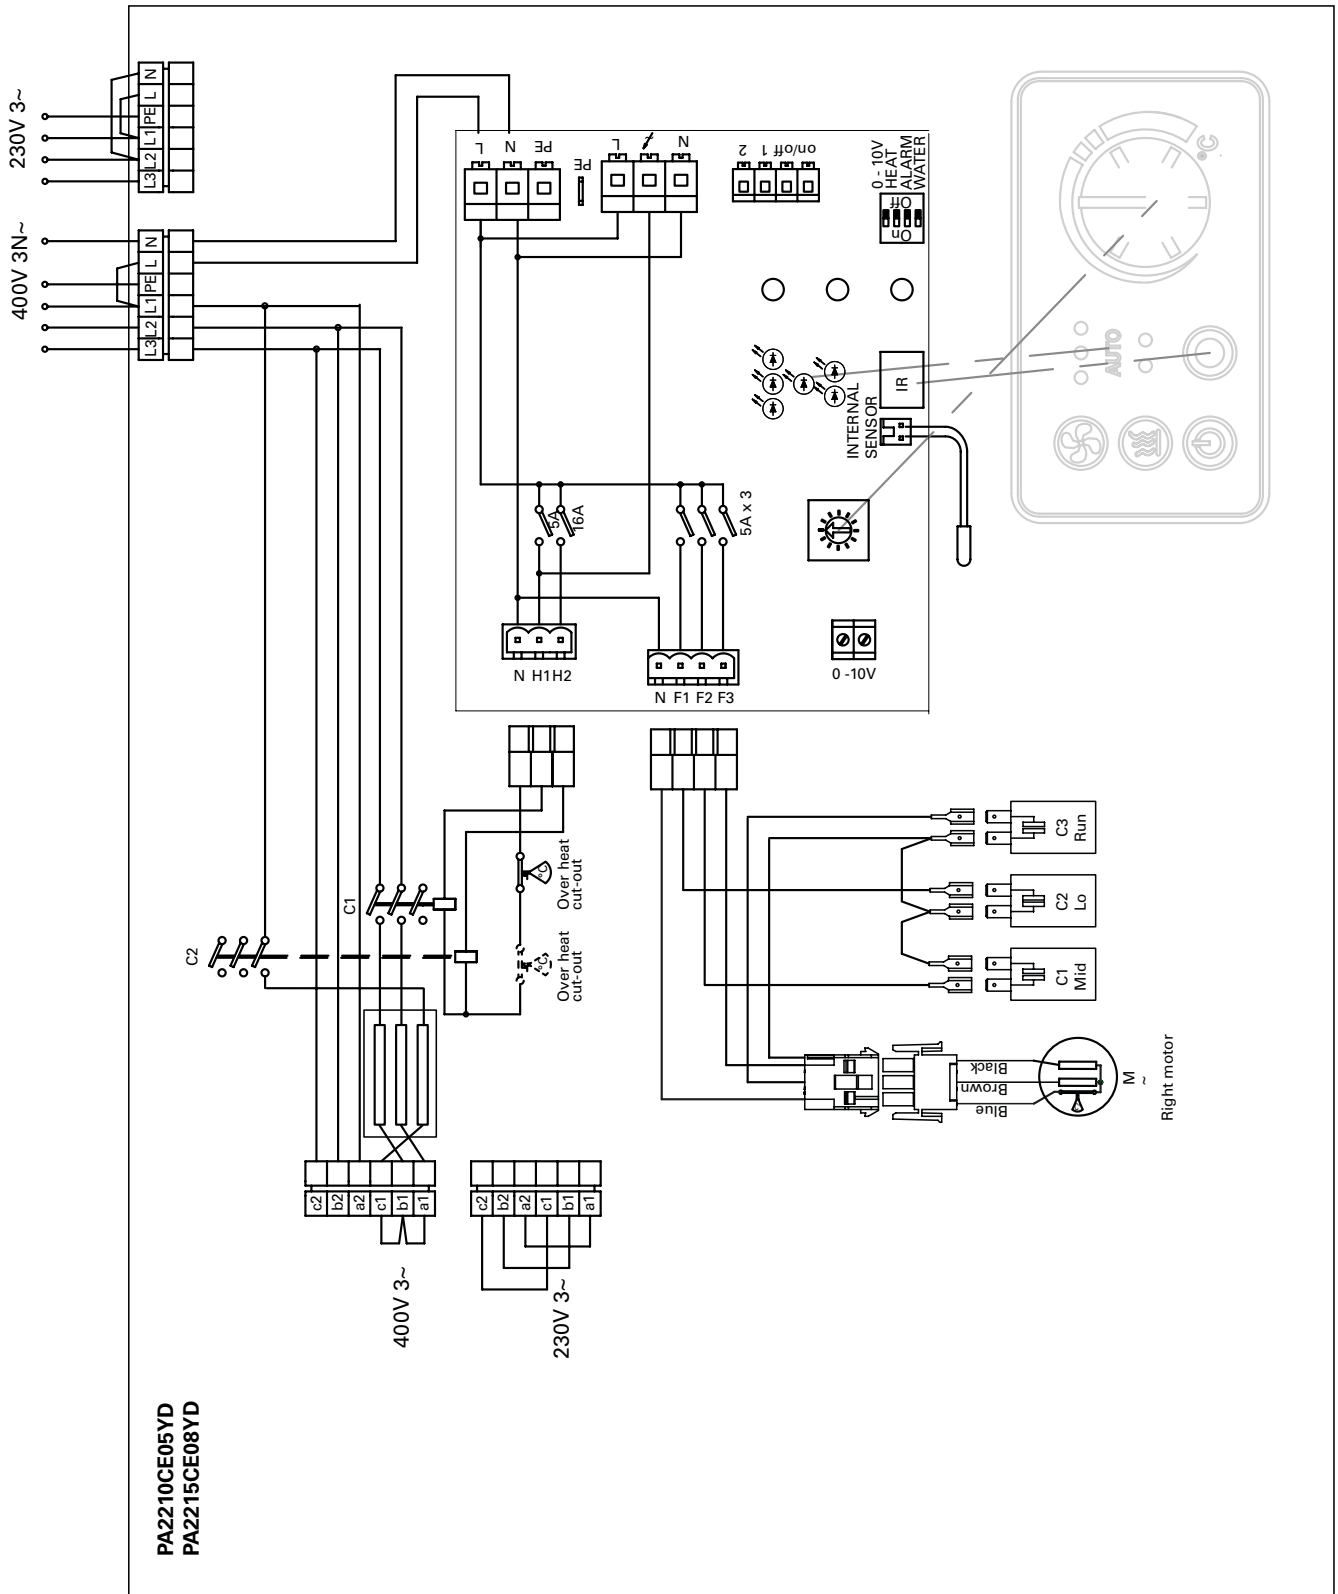 230V 3~
L3 L2 L1 PE L N
400V 3N~
L3 L2 L1 PE L N
L N PE
PE
L N
2 1 on/off
0 - 10V
HEAT
ALARM
WATER
Off
On
°C
AUTO
IR
INTERNAL
SENSOR
5A
16A
5A x 3
N H1 H2
N F1 F2 F3
0 -10V
C1
C2
°C
Over heat
cut-out
°C
Over heat
cut-out
C3
Run
C2
Lo
C1
Mid
Black
Brown
Blue
M
~
Right motor
c2 b2 a2 c1 b1 a1
400V 3~
c2 b2 a2 c1 b1 a1
230V 3~
PA2210CE05YD
PA2215CE08YD